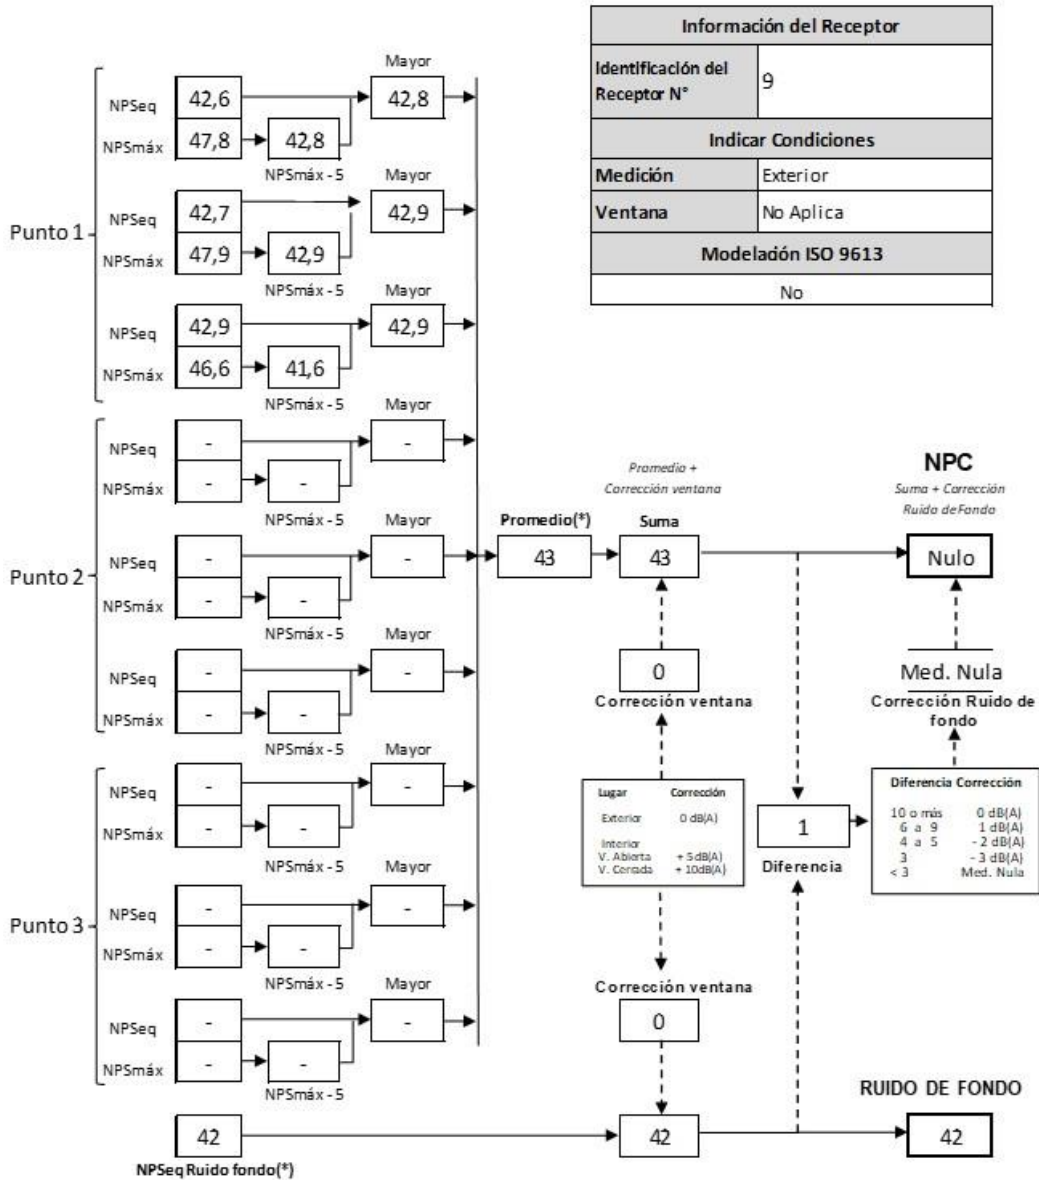 Información del Receptor
Identificación del Receptor N° 9
Indicar Condiciones
Medición Exterior
Ventana No Aplica
Modelación ISO 9613
No
Punto 1
Mayor
NPSeq 42,6 42,8
NPSmáx 47,8 42,8
NPSmáx - 5
Mayor
NPSeq 42,7 42,9
NPSmáx 47,9 42,9
NPSmáx - 5
Mayor
NPSeq 42,9 42,9
NPSmáx 46,6 41,6
NPSmáx - 5
Punto 2
Mayor
NPSeq - -
NPSmáx - -
NPSmáx - 5
Mayor
NPSeq - -
NPSmáx - -
NPSmáx - 5
Mayor
NPSeq - -
NPSmáx - -
NPSmáx - 5
Punto 3
Mayor
NPSeq - -
NPSmáx - -
NPSmáx - 5
Mayor
NPSeq - -
NPSmáx - -
NPSmáx - 5
Mayor
NPSeq - -
NPSmáx - -
NPSmáx - 5
42
NPSeq Ruido fondo(*)
Promedio(*)
43
Promedio +
Corrección ventana
Suma
43
0
Corrección ventana
Lugar Corrección
Exterior 0 dB(A)
Interior
V. Abierta + 5dB(A)
V. Cerrada + 10dB(A)
Corrección ventana
0
42
1
Diferencia
NPC
Suma + Corrección
Ruido de Fondo
Nulo
Med. Nula
Corrección Ruido de
fondo
Diferencia Corrección
10 o más 0 dB(A)
6 a 9 1 dB(A)
4 a 5 - 2 dB(A)
3 - 3 dB(A)
< 3 Med. Nula
RUIDO DE FONDO
42